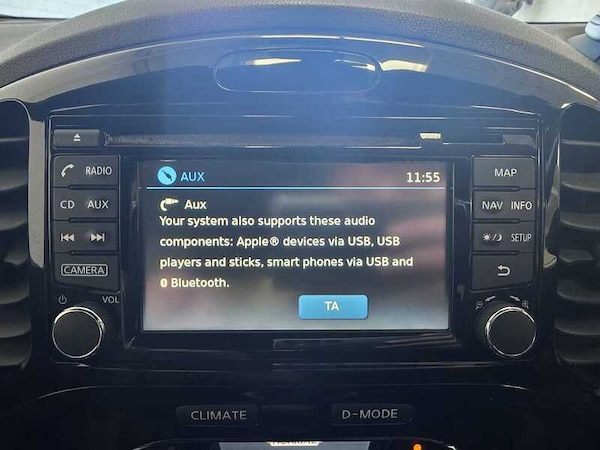 RADIO
CD AUX
CAMERA
VOL
AUX 11:55
Aux
Your system also supports these audio
components: Apple® devices via USB, USB
players and sticks, smart phones via USB and
Bluetooth.
TA
MAP
NAV INFO
SETUP
CLIMATE D-MODE
NORMAL